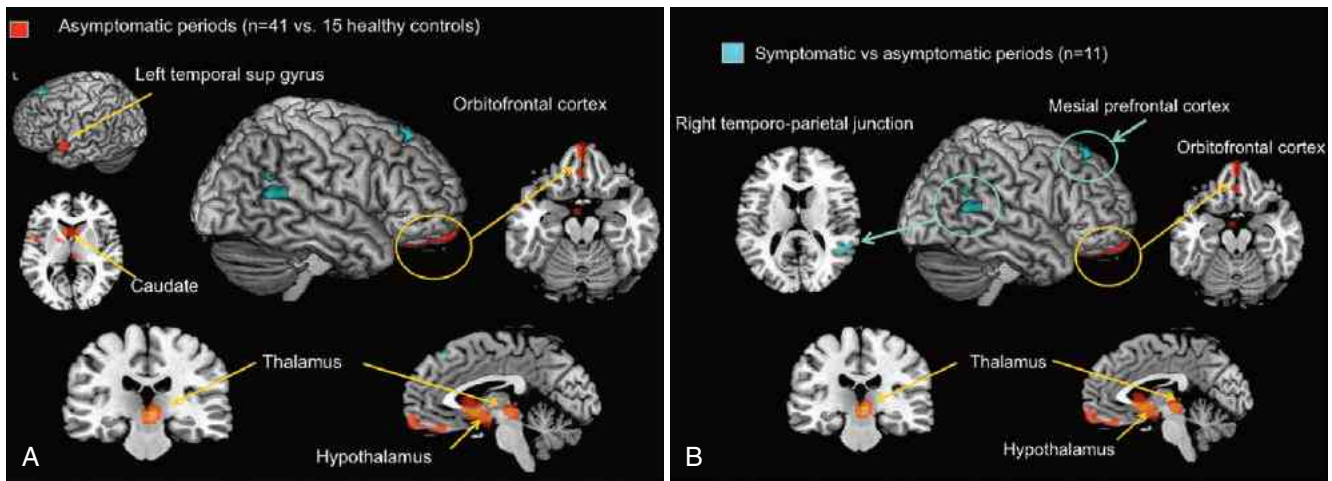 Asymptomatic periods (n=41 vs. 15 healthy controls)
L
Left temporal sup gyrus
Orbitofrontal cortex
Caudate
Thalamus
Hypothalamus
A
Symptomatic vs asymptomatic periods (n=11)
Mesial prefrontal cortex
Right temporo-parietal junction
Orbitofrontal cortex
Thalamus
Hypothalamus
B